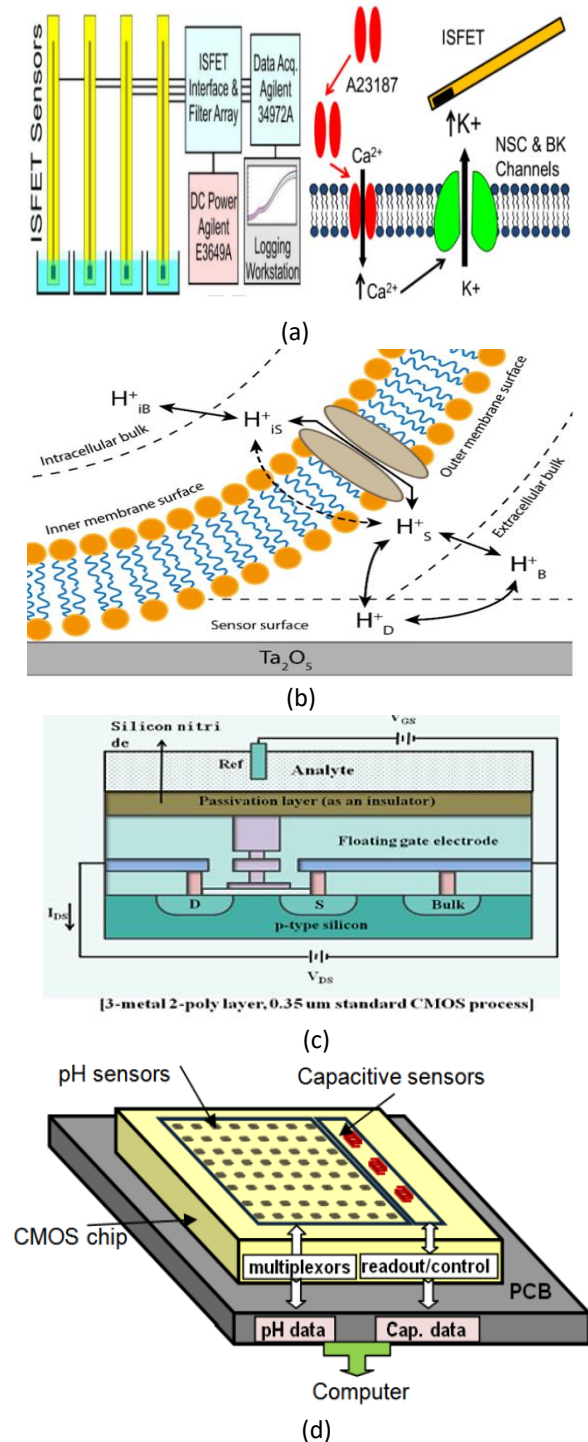 ISFET Sensors
ISFET
Interface &
Filter Array
Data Acq.
Agilent
34972A
DC Power
Agilent
E3649A
Logging
Workstation
A23187
Ca²⁺
↑Ca²⁺
ISFET
↑K+
NSC & BK
Channels
K+
(a)
H⁺iB
Intracellular bulk
H⁺iS
Inner membrane surface
Outer membrane surface
Extracellular bulk
H⁺S
H⁺B
H⁺D
Sensor surface
Ta₂O₅
(b)
Silicon nitri
de
VGS
Ref
Analyte
Passivation layer (as an insulator)
Floating gate electrode
IDS
D
S
Bulk
p-type silicon
VDS
[3-metal 2-poly layer, 0.35 um standard CMOS process]
(c)
pH sensors
Capacitive sensors
CMOS chip
multiplexors
readout/control
PCB
pH data
Cap. data
Computer
(d)